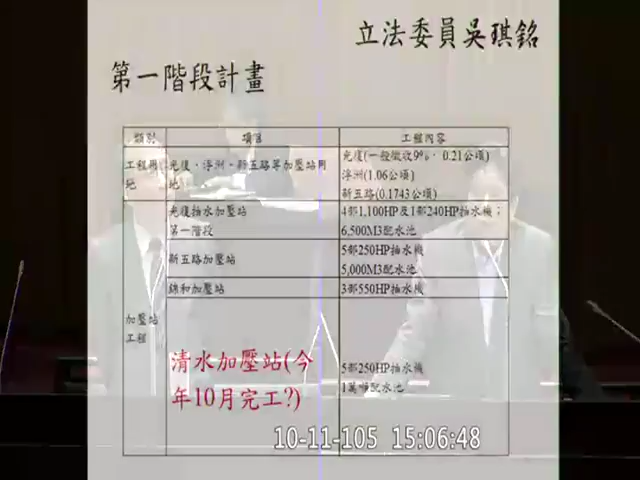 立法委員吳琪銘
第一階段計畫
類別 項目 工程內容
工程用地 光復、浮洲、新五路等加壓站用地
光復(一般徵收9%, 0.21公頃)
浮洲(1.06公頃)
新五路(0.1743公頃)
光復抽水加壓站
第一階段
4部1,100HP及1部240HP抽水機；
6,500M3配水池
新五路加壓站
5部250HP抽水機
5,000M3配水池
錦和加壓站 3部550HP抽水機
加壓站
工程
清水加壓站(今
年10月完工?)
5部250HP抽水機
1萬噸配水池
10-11-105 15:06:48